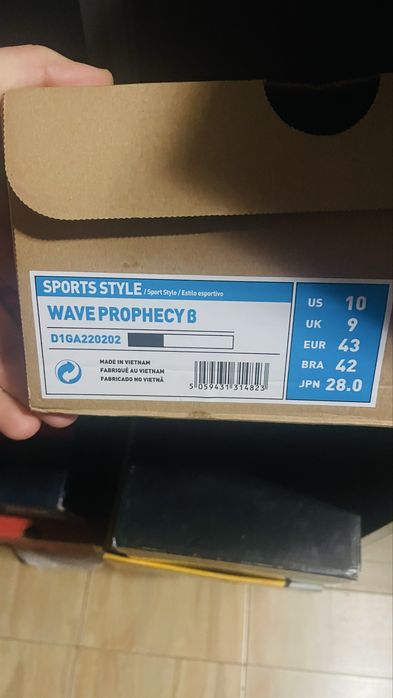 SPORTS STYLE / Sport Style / Estilo esportivo
WAVE PROPHECY β
D1GA220202
MADE IN VIETNAM
FABRIQUÉ AU VIETNAM
FABRICADO NO VIETNÃ
5 059431 314823
US 10
UK 9
EUR 43
BRA 42
JPN 28.0